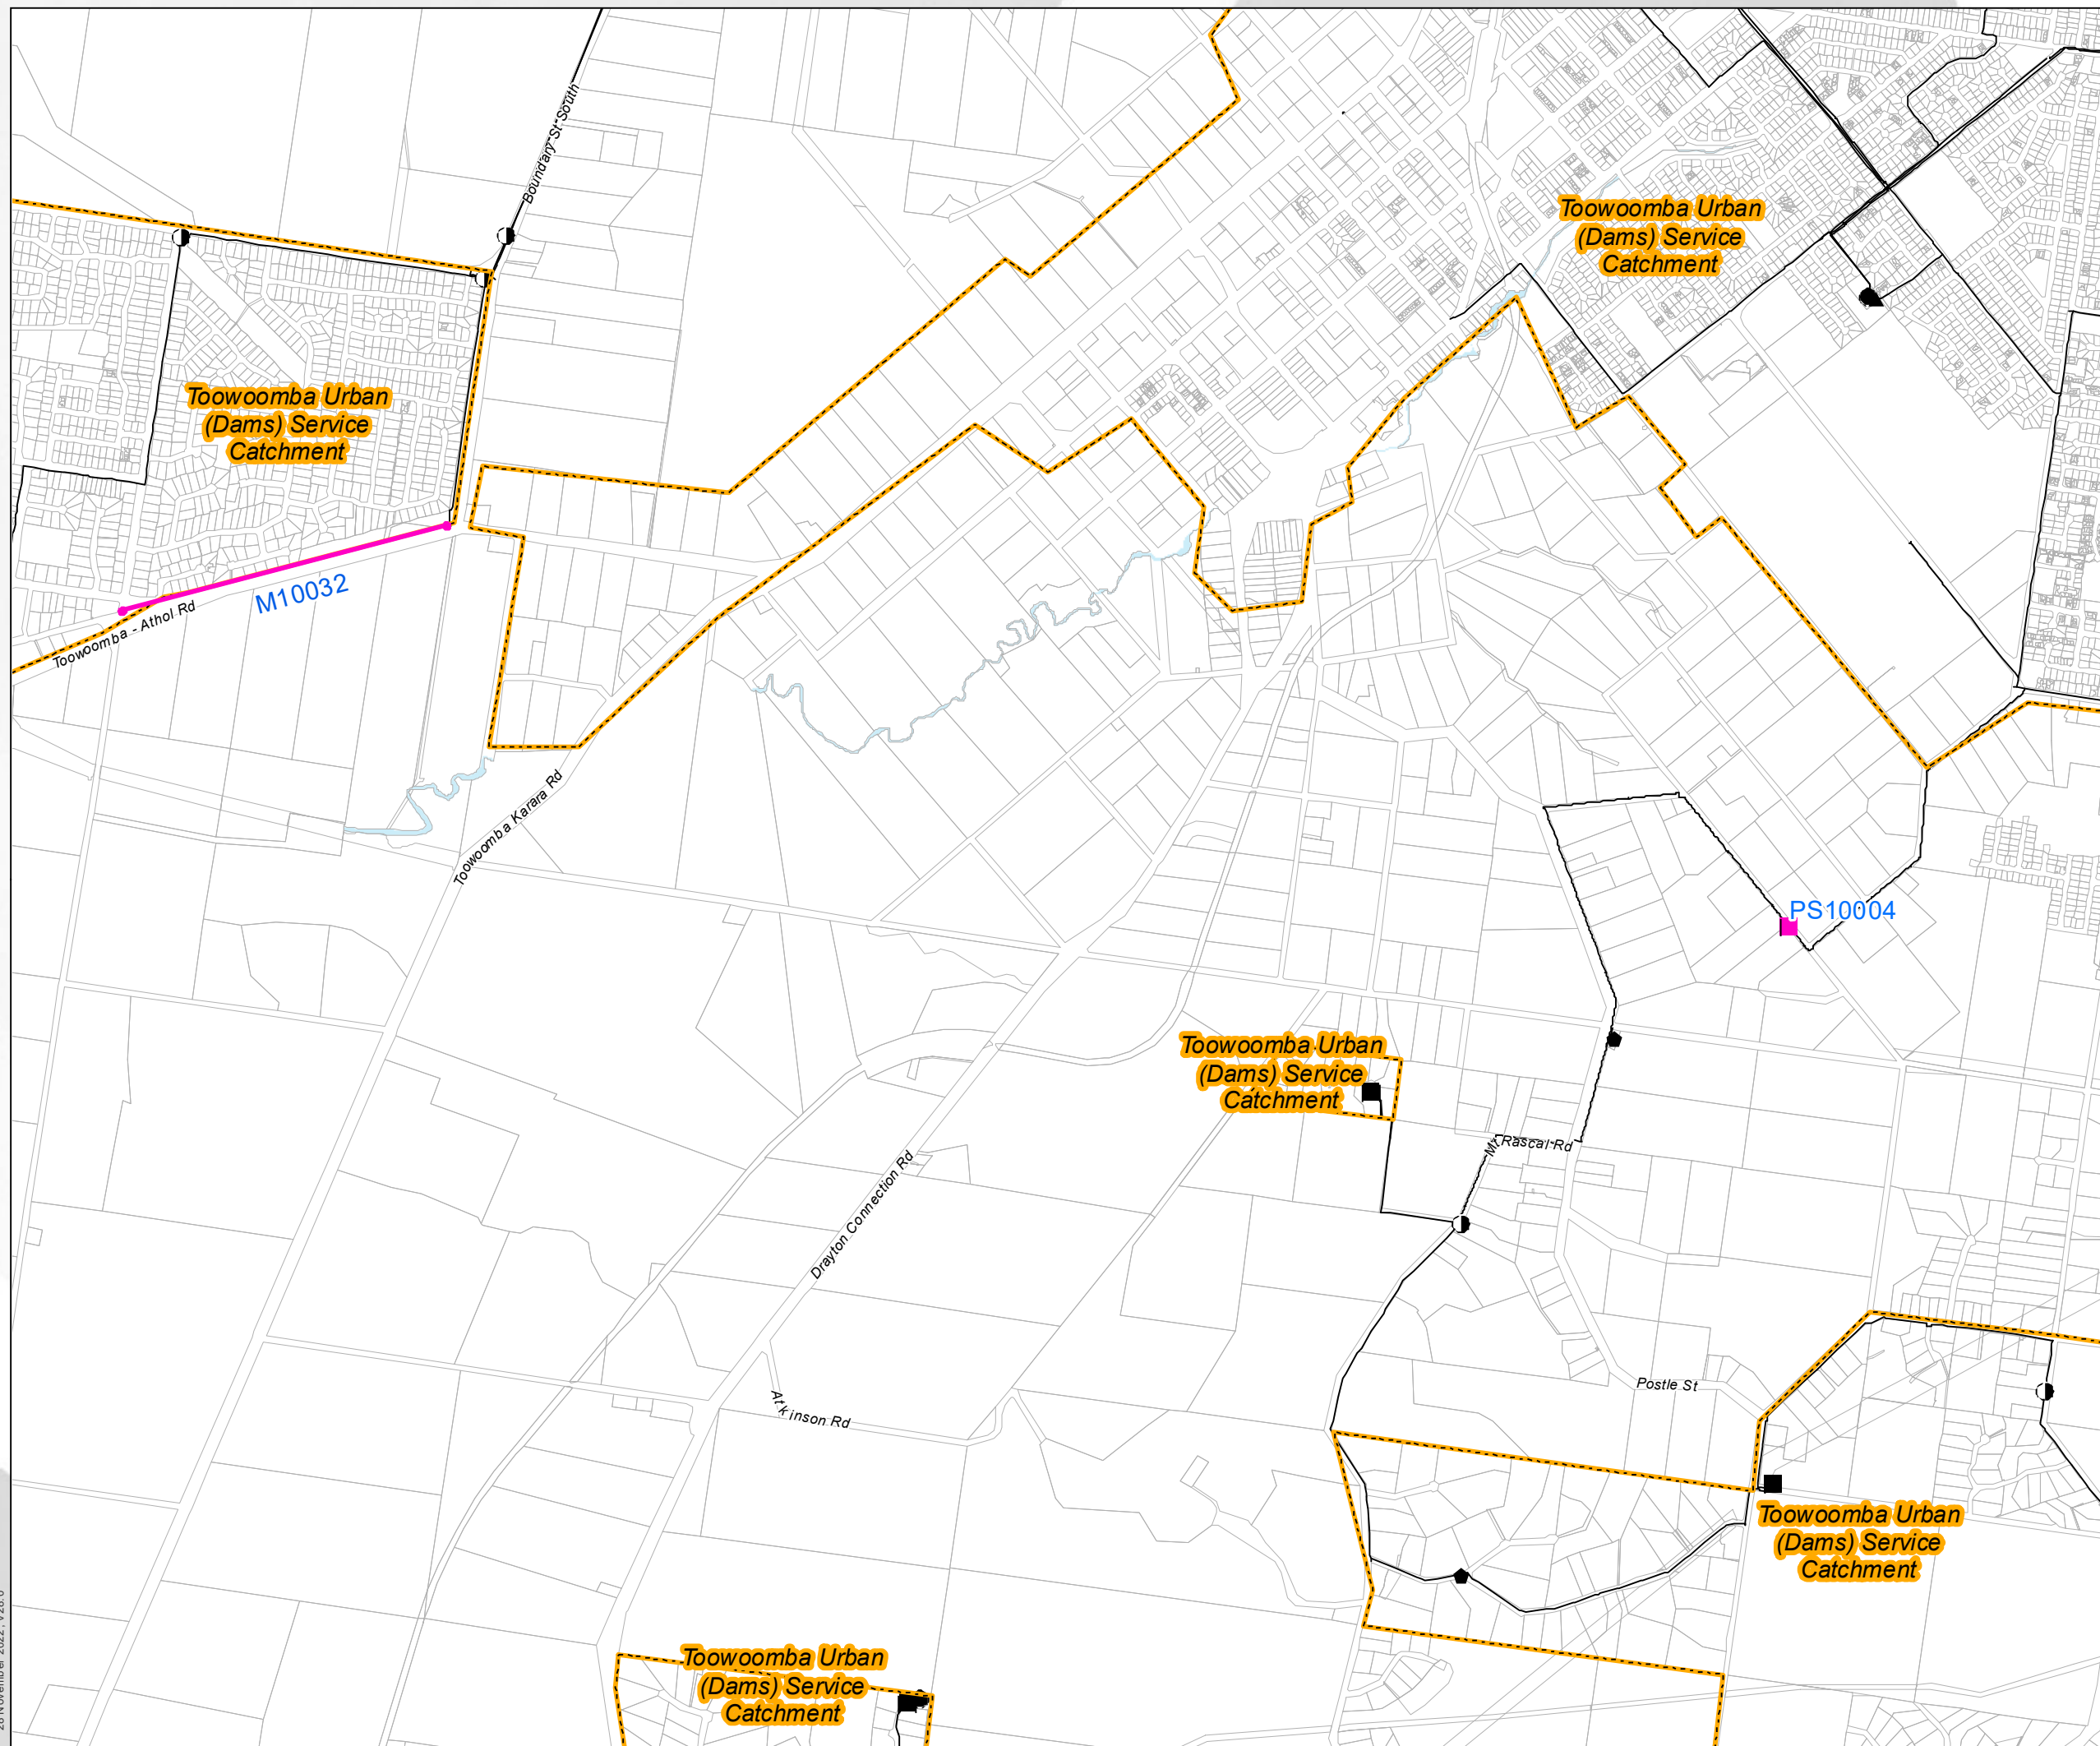 Boundary St South
Toowoomba Urban
(Dams) Service
Catchment
Toowoomba Urban
(Dams) Service
Catchment
M10032
Toowoomba - Athol Rd
Toowoomba Karara Rd
PS10004
Toowoomba Urban
(Dams) Service
Catchment
Mt Rascal Rd
Drayton Connection Rd
Postle St
Atkinson Rd
Toowoomba Urban
(Dams) Service
Catchment
Toowoomba Urban
(Dams) Service
Catchment